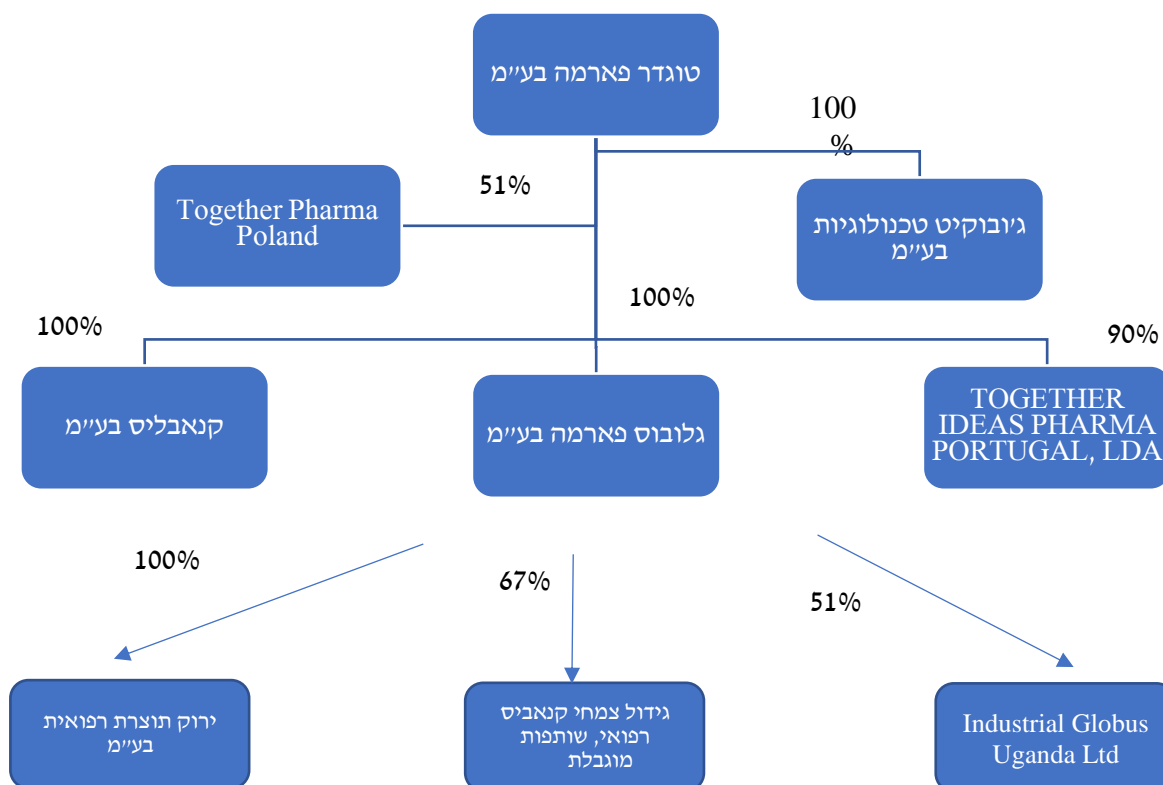 טוגדר פארמה בע״מ
100
%
51%
Together Pharma
Poland
ג׳ובוקיט טכנולוגיות
בע״מ
100%
100%
90%
קנאבליס בע״מ
גלובוס פארמה בע״מ
TOGETHER
IDEAS PHARMA
PORTUGAL, LDA
100%
67%
51%
ירוק תוצרת רפואית
בע״מ
גידול צמחי קנאביס
רפואי, שותפות
מוגבלת
Industrial Globus
Uganda Ltd